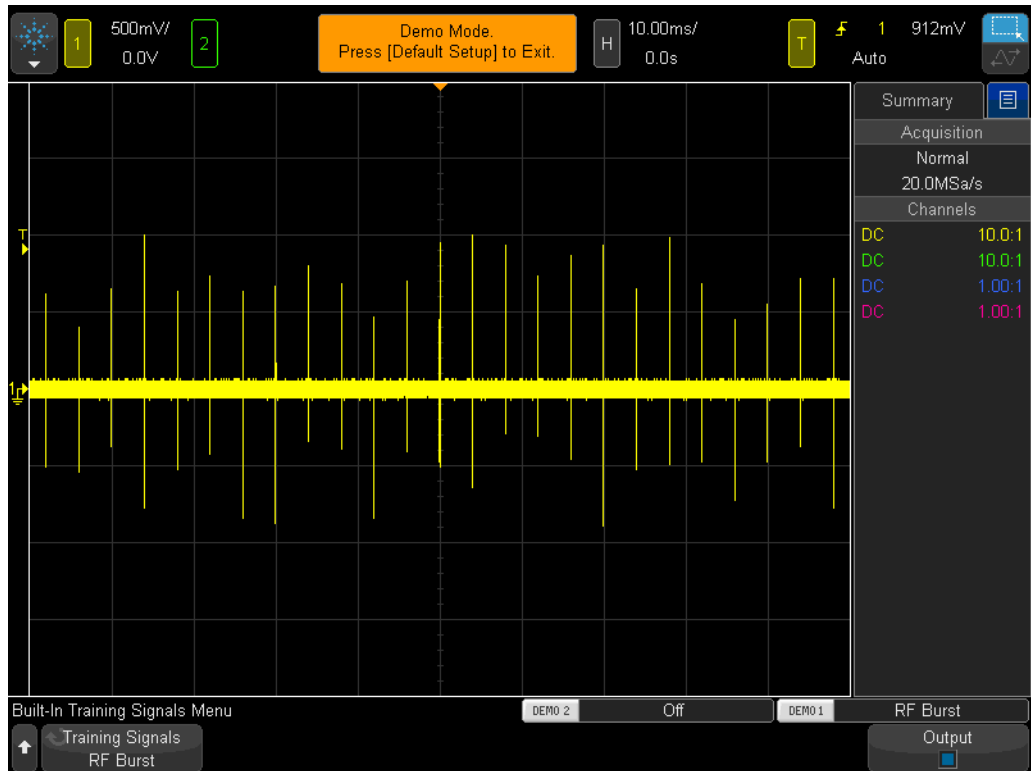 1 500mV/ 0.0V 2
Demo Mode.
Press [Default Setup] to Exit.
H 10.00ms/ 0.0s
T 1 912mV
Auto
Summary
Acquisition
Normal
20.0MSa/s
Channels
DC 10.0:1
DC 10.0:1
DC 1.00:1
DC 1.00:1
T
1
Built-In Training Signals Menu
DEMO 2 Off DEMO 1 RF Burst
Training Signals
RF Burst
Output